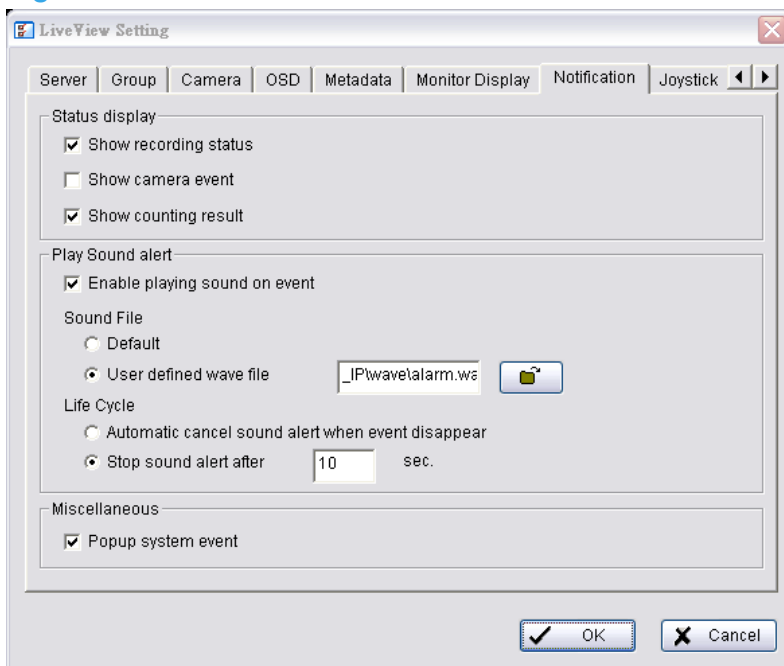 LiveView Setting
Server Group Camera OSD Metadata Monitor Display Notification Joystick
Status display
Show recording status
Show camera event
Show counting result
Play Sound alert
Enable playing sound on event
Sound File
Default
User defined wave file _IP\wave\alarm.wa
Life Cycle
Automatic cancel sound alert when event disappear
Stop sound alert after 10 sec.
Miscellaneous
Popup system event
OK Cancel